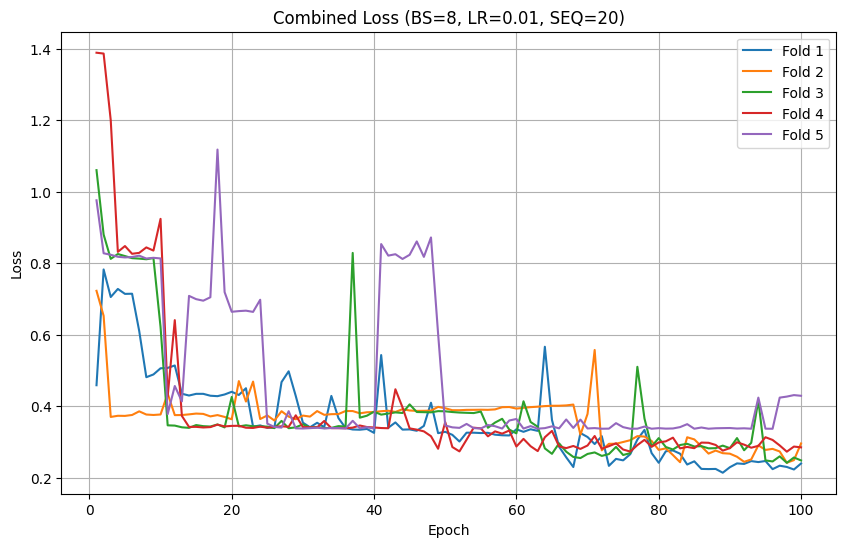 Combined Loss (BS=8, LR=0.01, SEQ=20)
Fold 1
Fold 2
Fold 3
Fold 4
Fold 5
Loss
1.4
1.2
1.0
0.8
0.6
0.4
0.2
0 20 40 60 80 100
Epoch